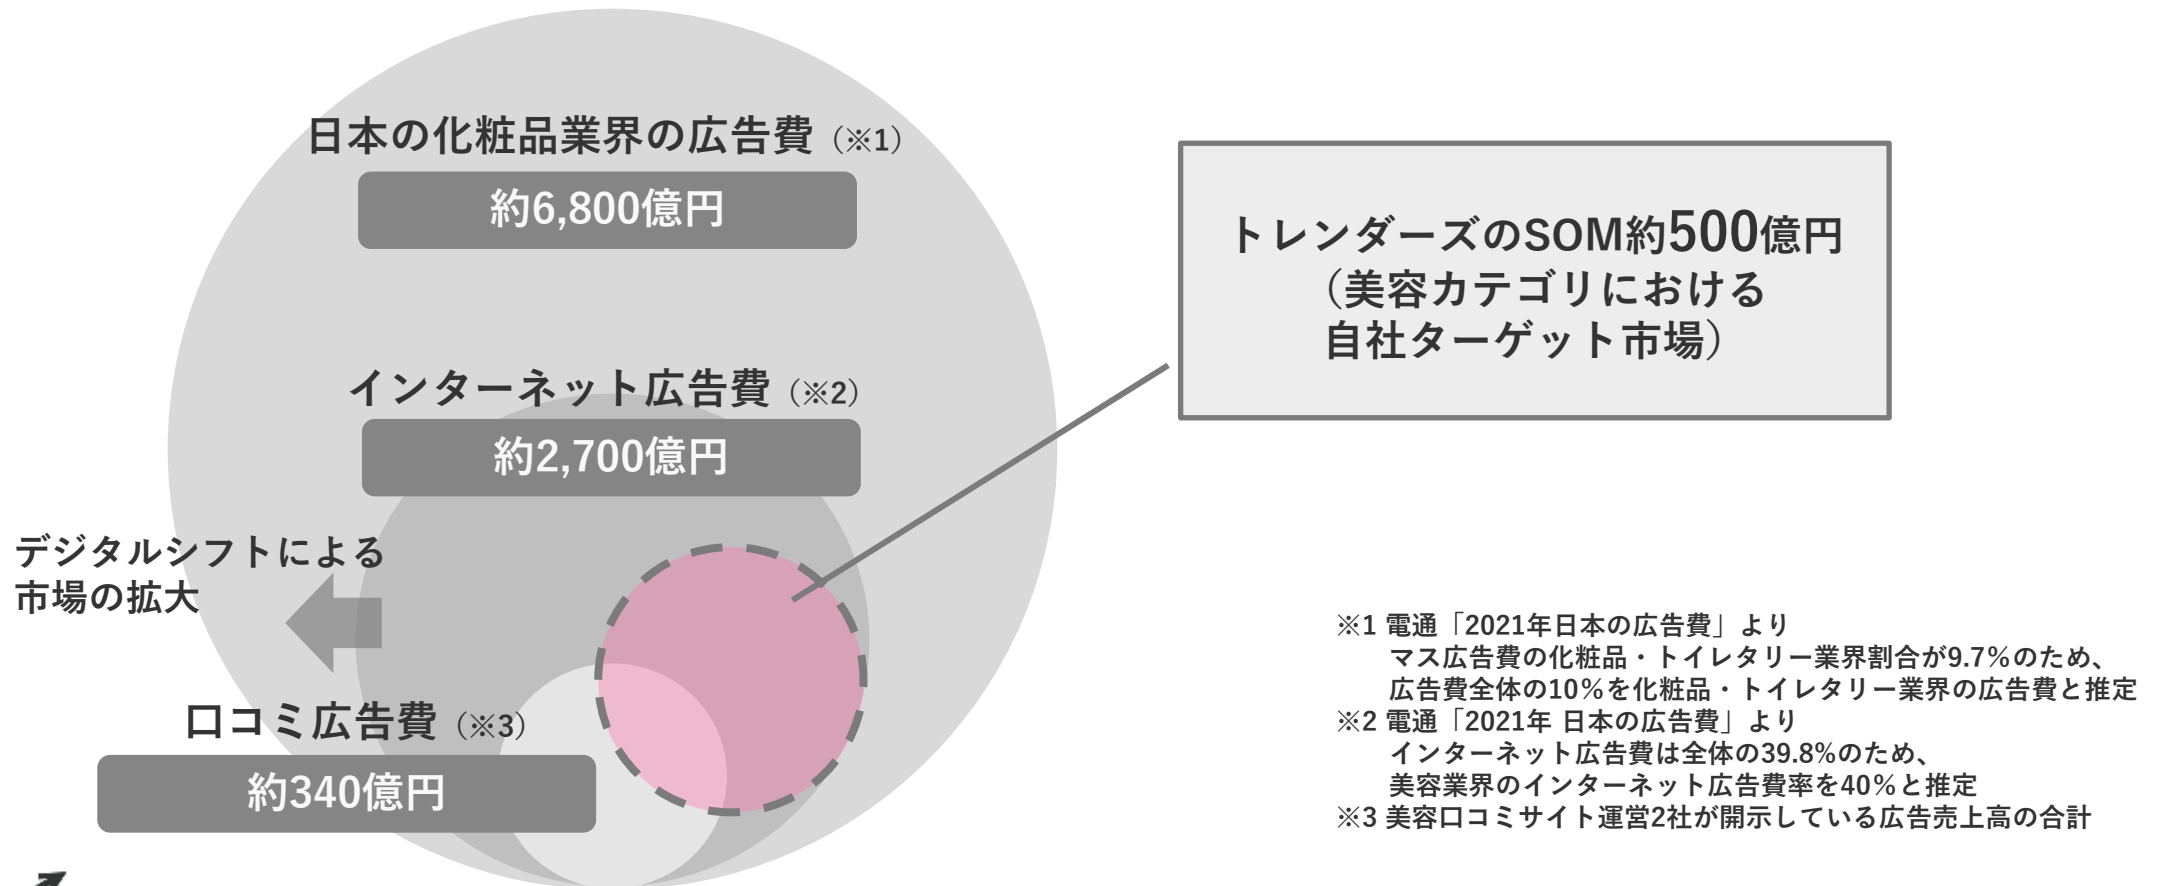 日本の化粧品業界の広告費（※1）
約6,800億円
インターネット広告費（※2）
約2,700億円
デジタルシフトによる
市場の拡大
口コミ広告費（※3）
約340億円
トレンダーズのSOM約500億円
（美容カテゴリにおける
自社ターゲット市場）
※1 電通「2021年日本の広告費」より
マス広告費の化粧品・トイレタリー業界割合が9.7%のため、
広告費全体の10%を化粧品・トイレタリー業界の広告費と推定
※2 電通「2021年 日本の広告費」より
インターネット広告費は全体の39.8%のため、
美容業界のインターネット広告費率を40%と推定
※3 美容口コミサイト運営2社が開示している広告売上高の合計